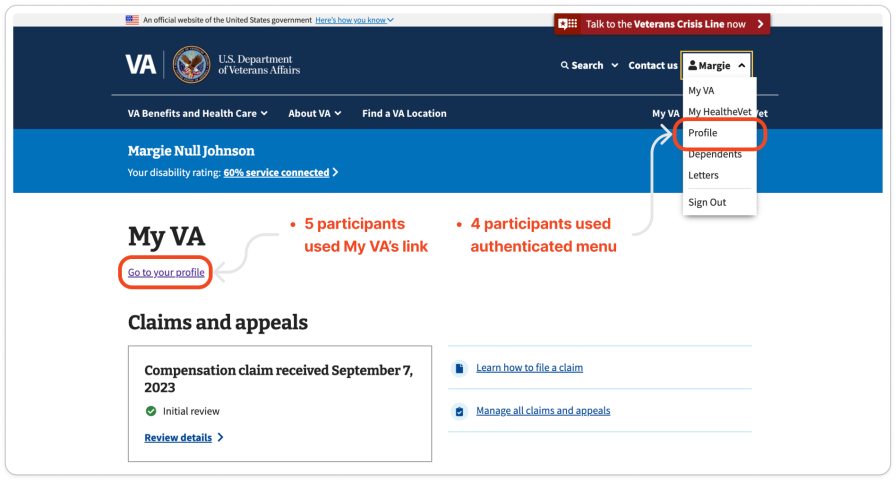 An official website of the United States government Here's how you know
Talk to the Veterans Crisis Line now
VA
U.S. Department
of Veterans Affairs
Search
Contact us
Margie
My VA
My HealtheVet
Profile
Dependents
Letters
Sign Out
VA Benefits and Health Care
About VA
Find a VA Location
My VA
et
Margie Null Johnson
Your disability rating: 60% service connected
• 5 participants
used My VA's link
• 4 participants used
authenticated menu
My VA
Go to your profile
Claims and appeals
Compensation claim received September 7,
2023
Initial review
Review details
Learn how to file a claim
Manage all claims and appeals